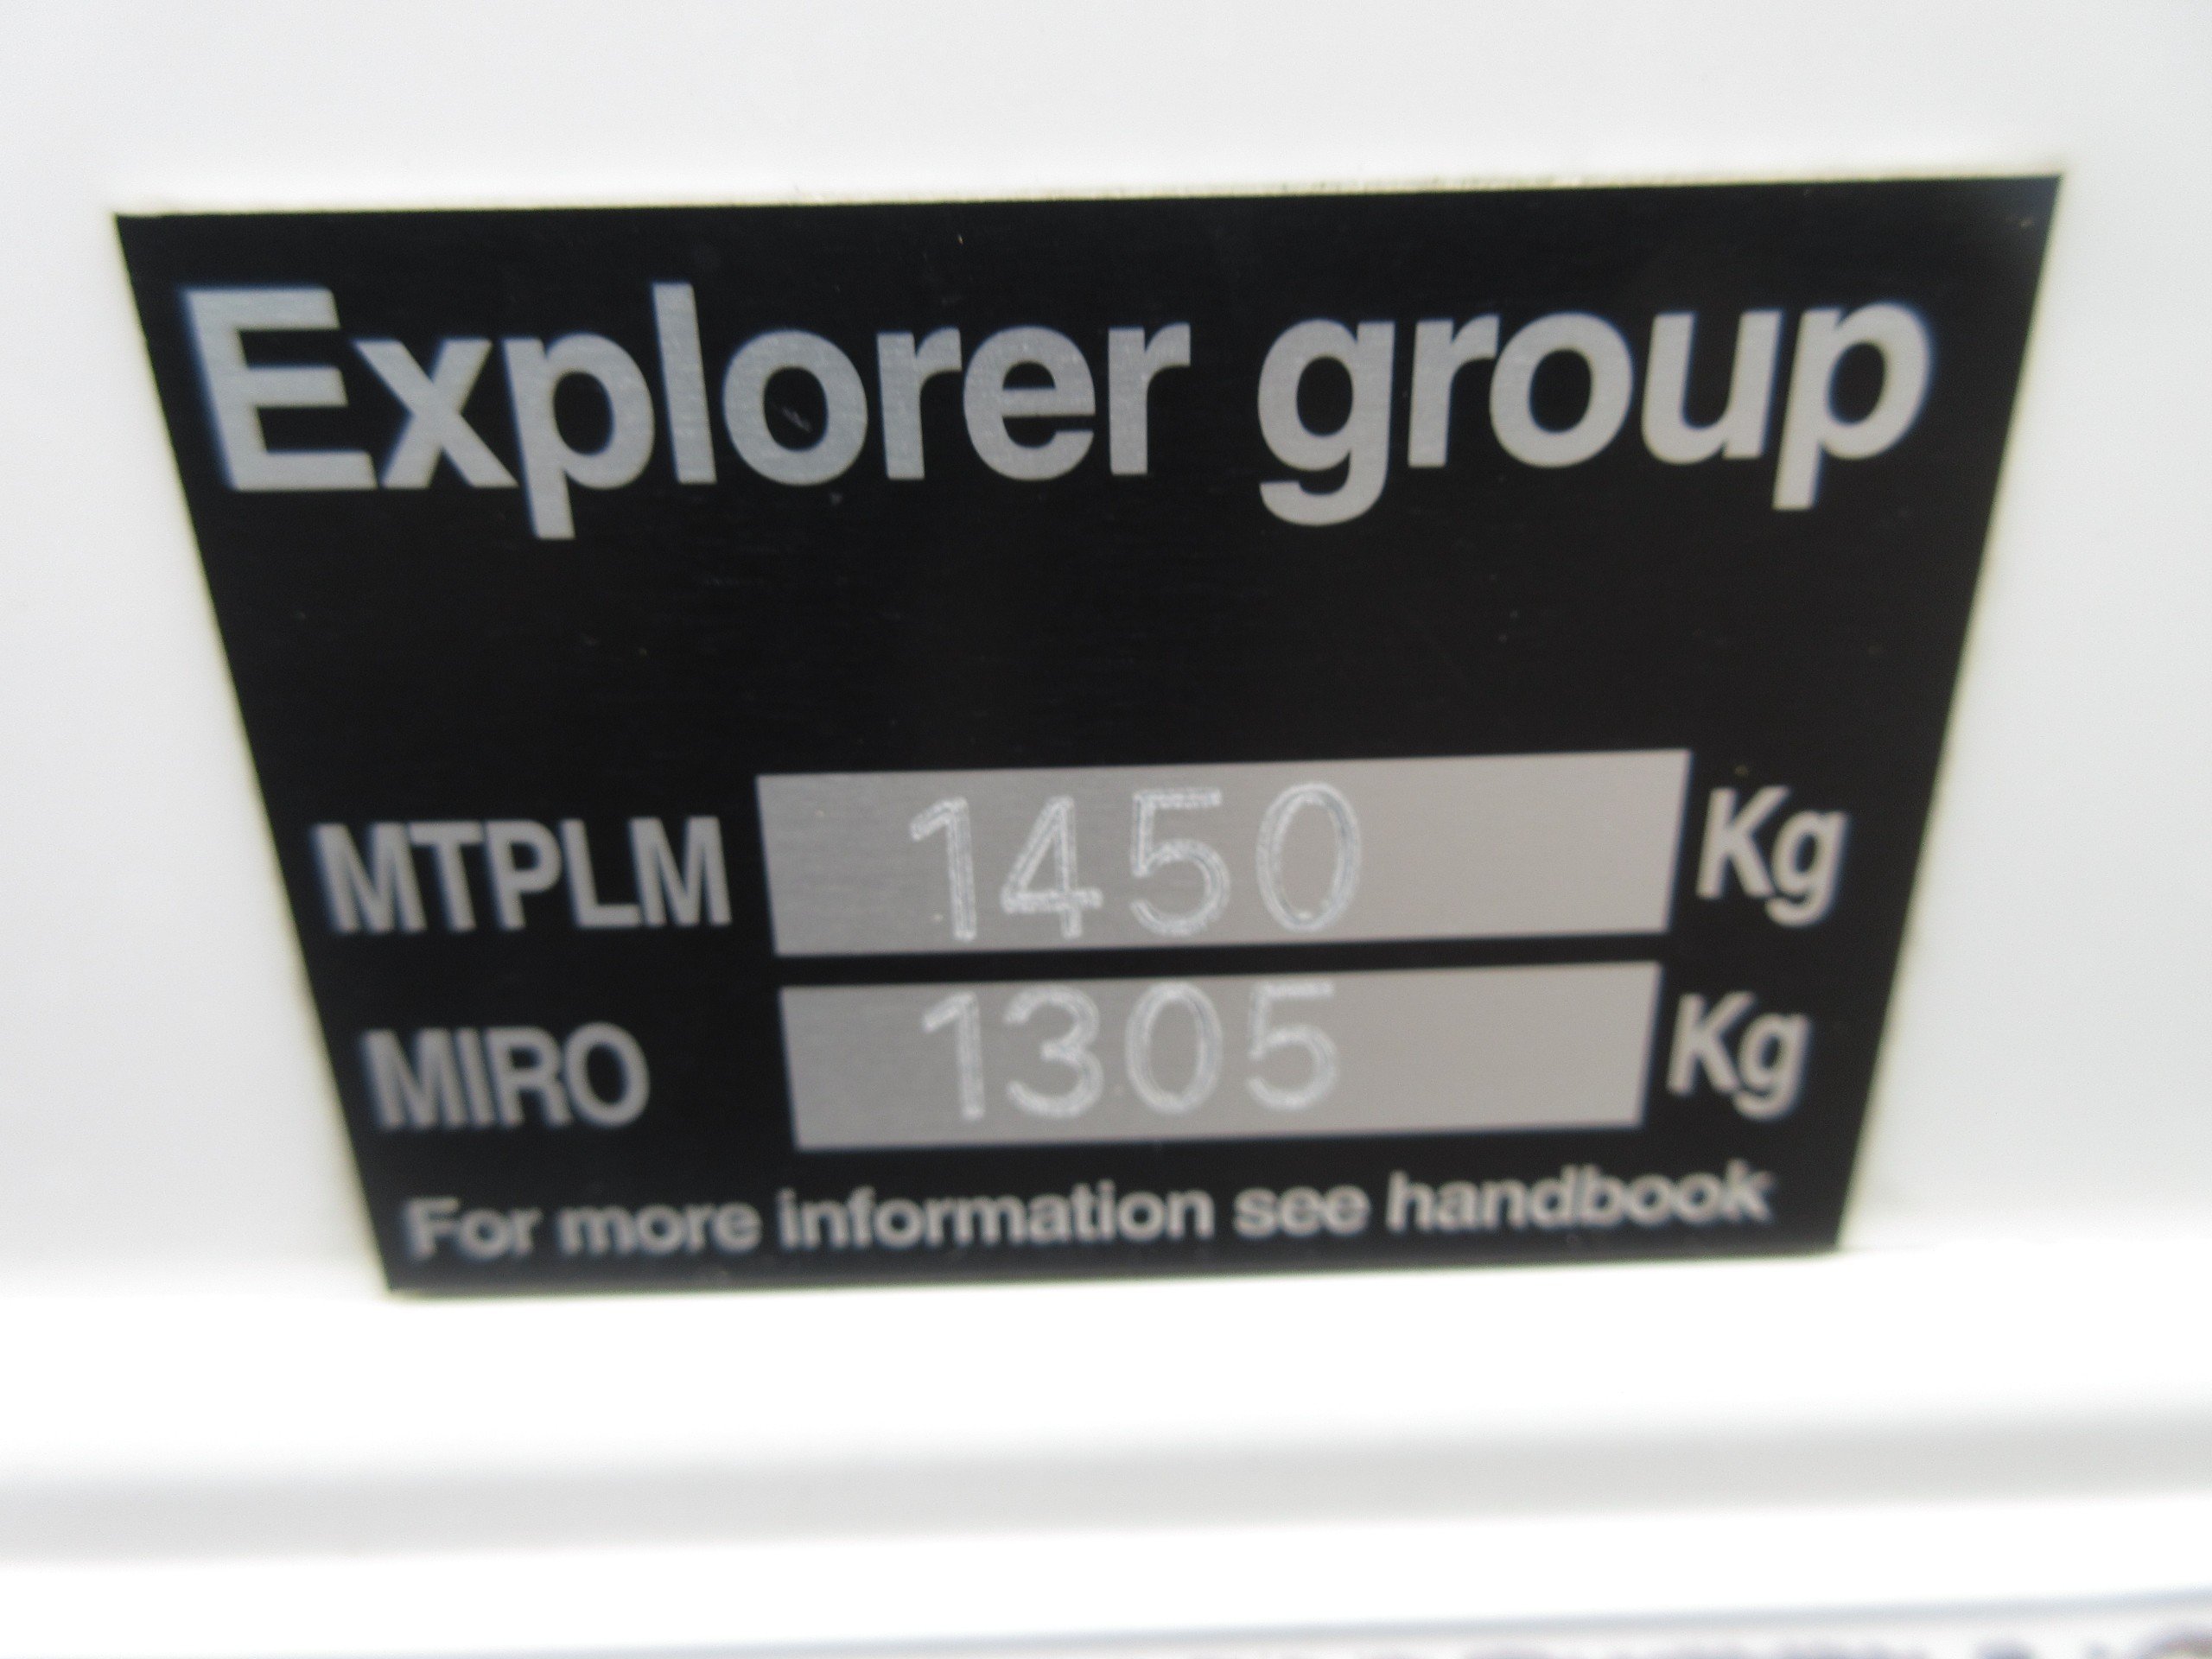 Explorer group
MTPLM 1450 Kg
MIRO 1305 Kg
For more information see handbook